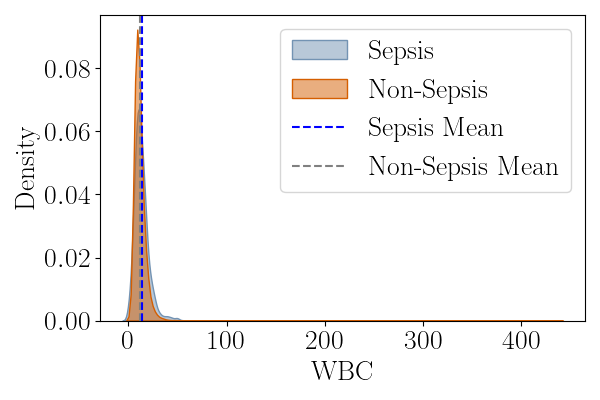 Sepsis
Non-Sepsis
Sepsis Mean
Non-Sepsis Mean
Density
0.08
0.06
0.04
0.02
0.00
0 100 200 300 400
WBC